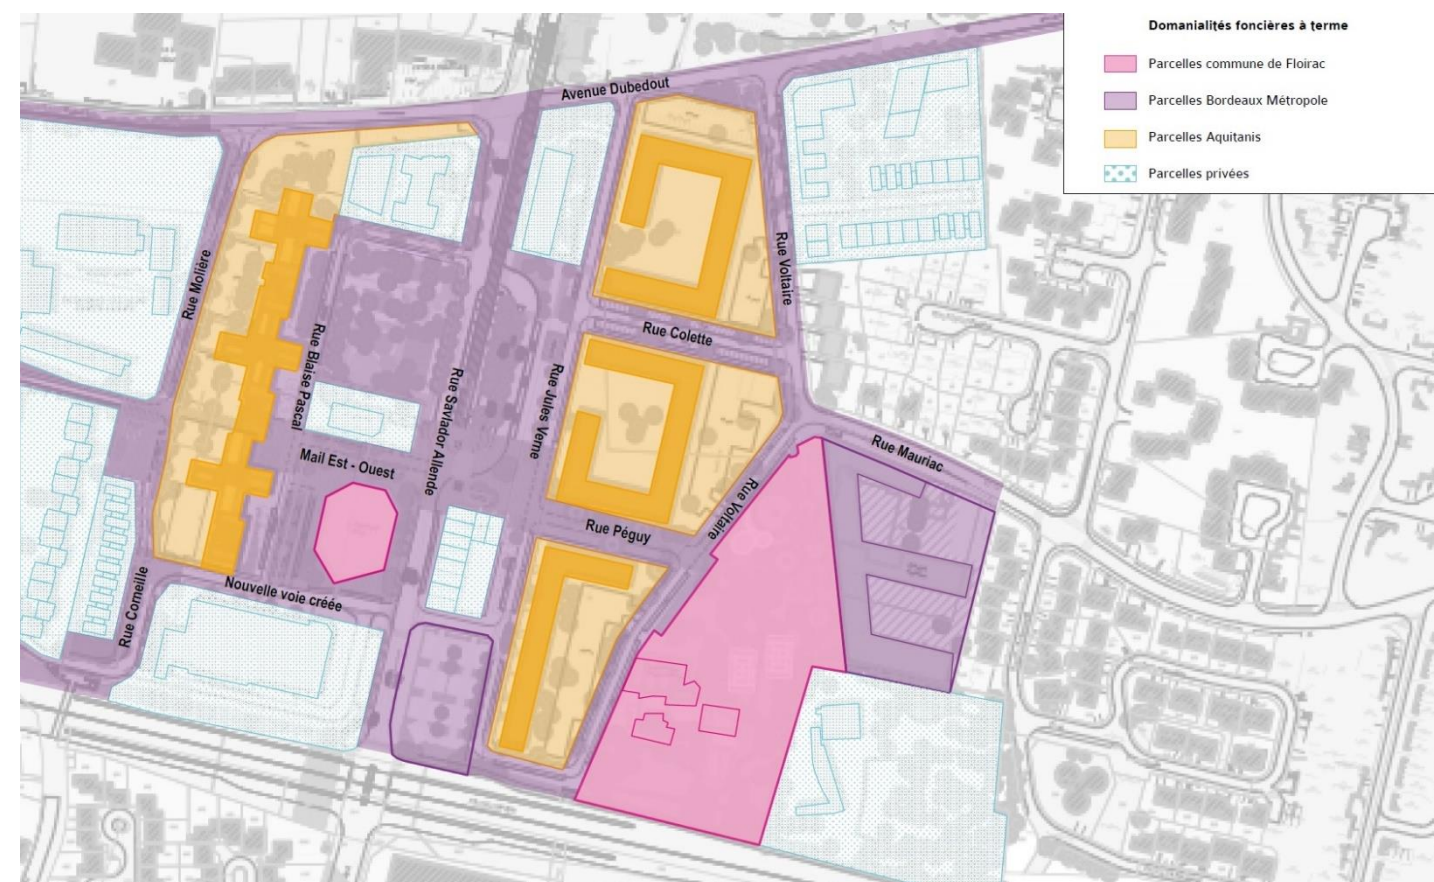 Domanialités foncières à terme
Parcelles commune de Floirac
Parcelles Bordeaux Métropole
Parcelles Aquitanis
Parcelles privées
Avenue Dubedout
Rue Molière
Rue Voltaire
Rue Colette
Rue Blaise Pascal
Rue Savlador Allende
Rue Jules Verne
Rue Mauriac
Mail Est - Ouest
Rue Voltaire
Rue Péguy
Nouvelle voie créée
Rue Corneille